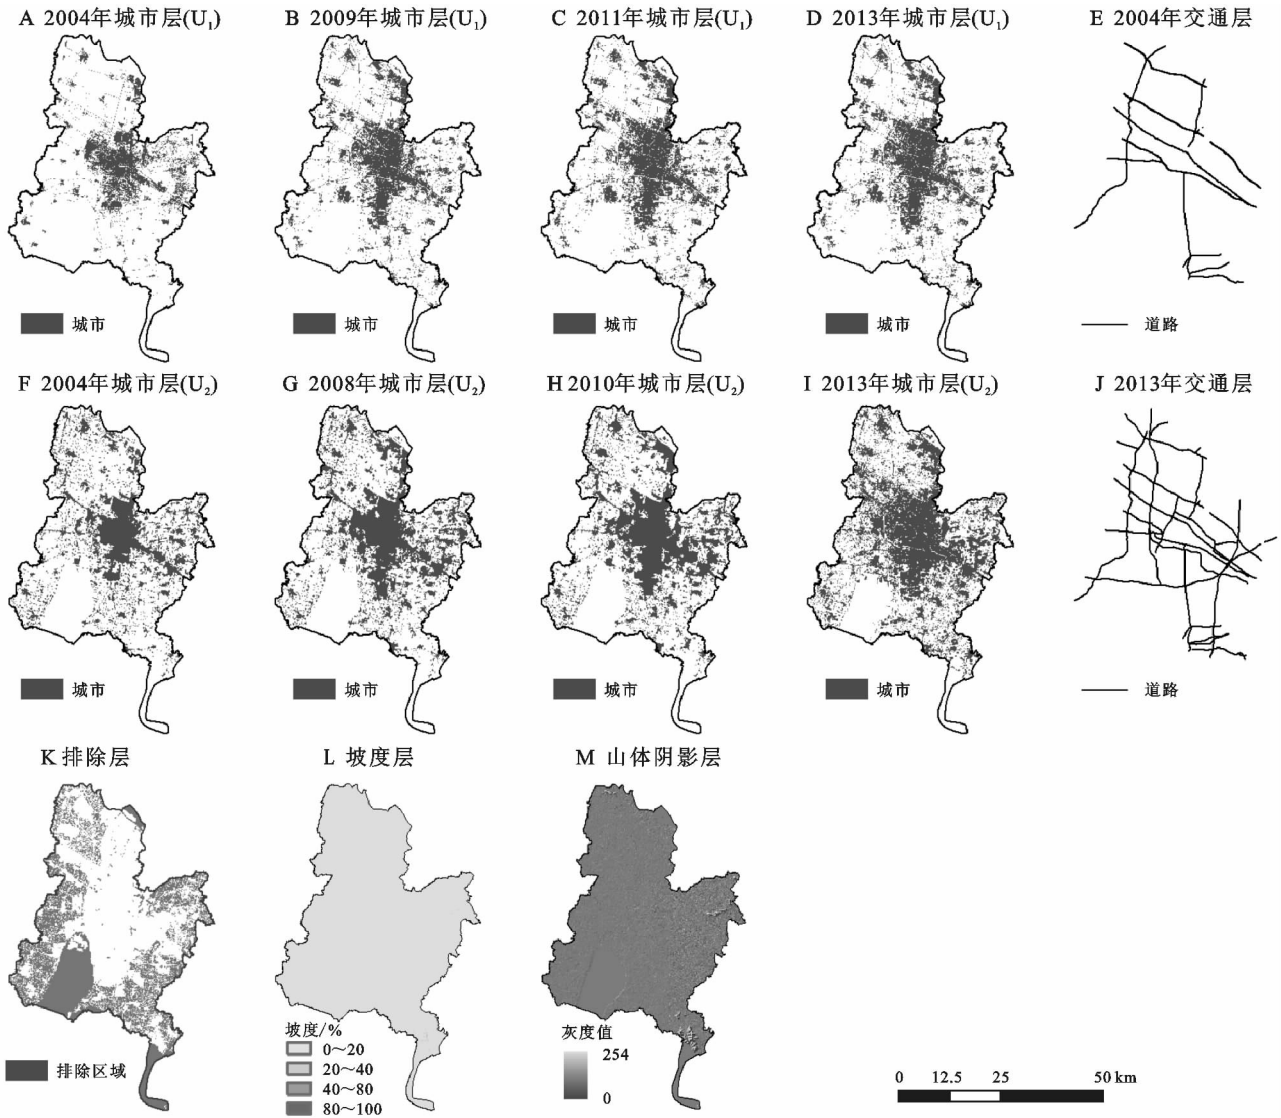 A 2004年城市层(U1)
B 2009年城市层(U1)
C 2011年城市层(U1)
D 2013年城市层(U1)
E 2004年交通层
城市
城市
城市
城市
道路
F 2004年城市层(U2)
G 2008年城市层(U2)
H 2010年城市层(U2)
I 2013年城市层(U2)
J 2013年交通层
城市
城市
城市
城市
道路
K 排除层
L 坡度层
M 山体阴影层
排除区域
坡度/%
0~20
20~40
40~80
80~100
灰度值
254
0
0 12.5 25 50 km